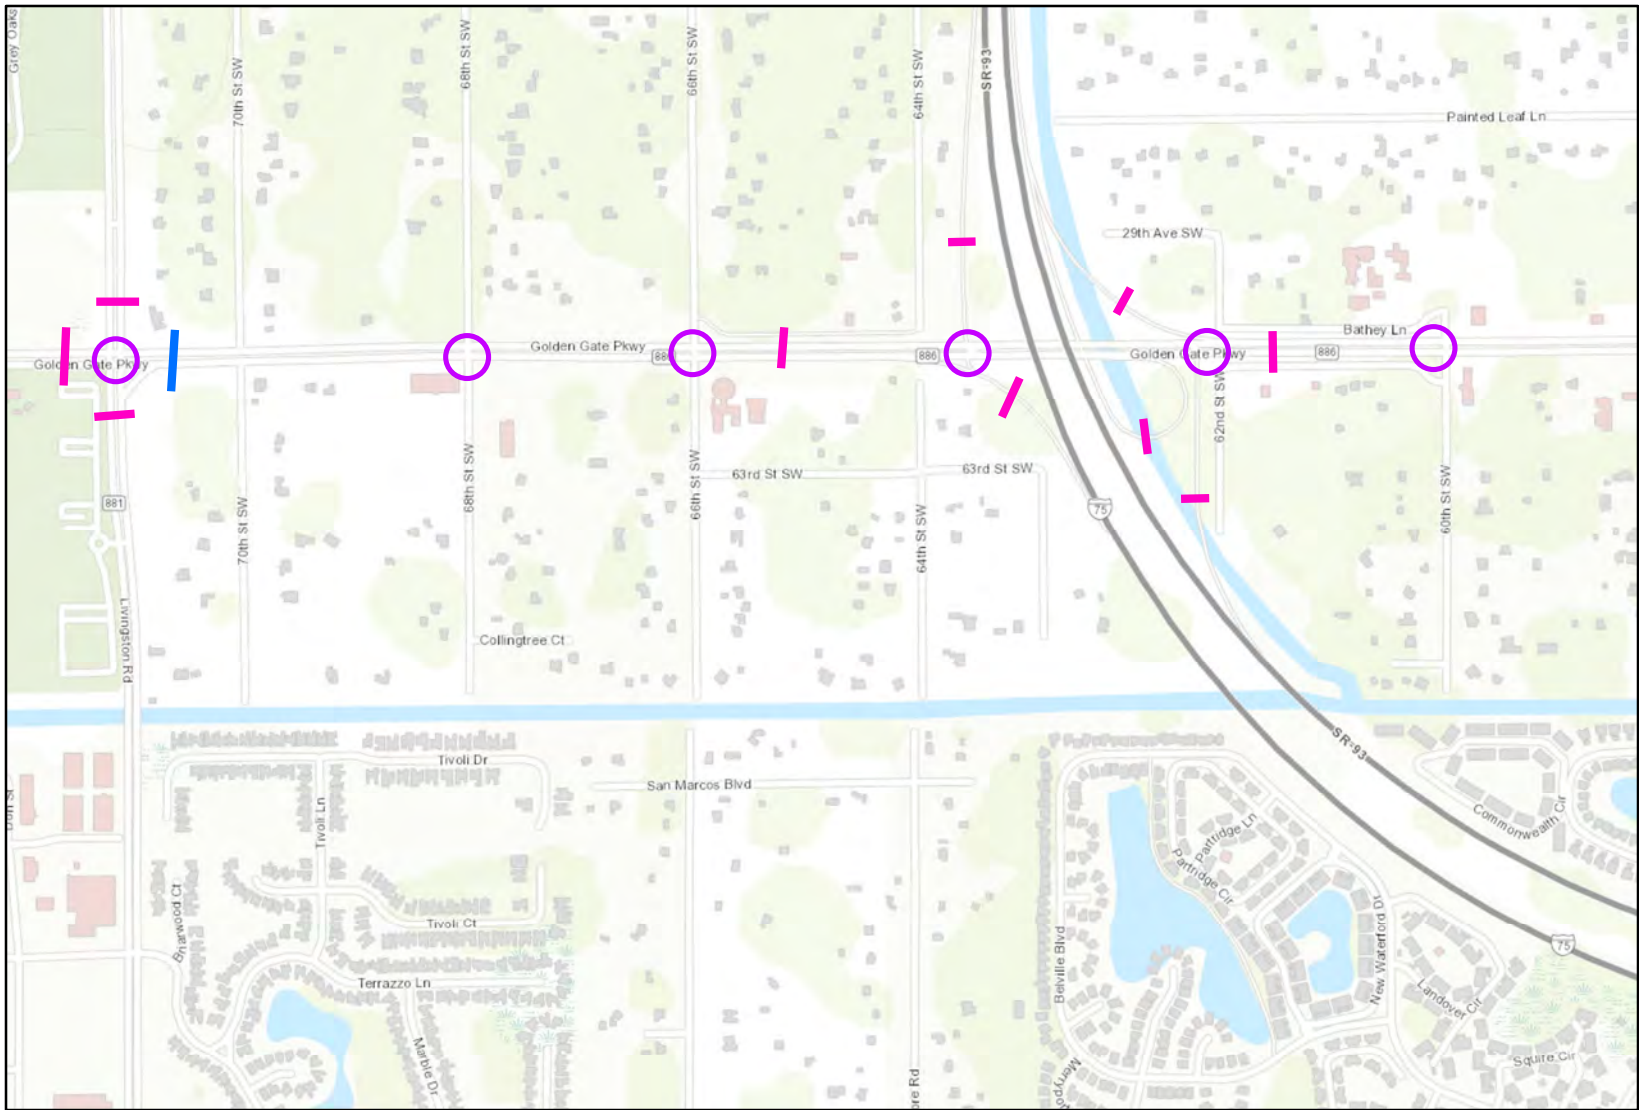 Grey Oaks
70th St SW
68th St SW
66th St SW
64th St SW
SR-93
Painted Leaf Ln
29th Ave SW
Golden Gate Pkwy
Golden Gate Pkwy
886
Golden Gate Pkwy
886
Bathey Ln
62nd St SW
68th St SW
66th St SW
63rd St SW
63rd St SW
60th St SW
881
70th St SW
64th St SW
75
Livingston Rd
Collingtree Ct
SR-93
Tivoli Dr
San Marcos Blvd
Tivoli Ln
Commonwealth Cir
Partridge Ln
Partridge Cir
Briarwood Ct
Tivoli Ct
New Waterford Dr
Belville Blvd
75
Terrazzo Ln
Landover Ct
Marble Dr
Squire Cir